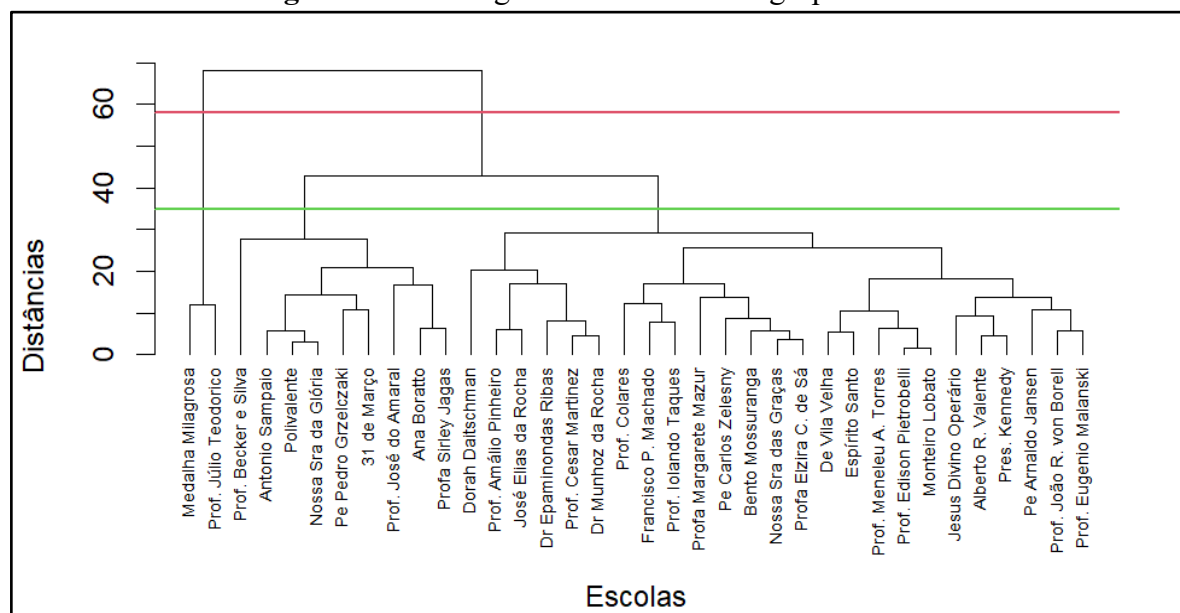 60
40
20
0
Distâncias
Medalha Milagrosa
Prof. Júlio Teodorico
Prof. Becker e Silva
Antonio Sampaio
Polivalente
Nossa Sra da Glória
Pe Pedro Grzelczaki
31 de Março
Prof. José do Amaral
Ana Boratto
Profa Sirley Jagas
Dorah Daitschman
Prof. Amálio Pinheiro
José Elias da Rocha
Dr Epaminondas Ribas
Prof. Cesar Martinez
Dr Munhoz da Rocha
Prof. Colares
Francisco P. Machado
Prof. Iolando Taques
Profa Margarete Mazur
Pe Carlos Zelesny
Bento Mossuranga
Nossa Sra das Graças
Profa Elzira C. de Sá
De Vila Velha
Espírito Santo
Prof. Meneleu A. Torres
Prof. Edison Pietrobelli
Monteiro Lobato
Jesus Divino Operário
Alberto R. Valente
Pres. Kennedy
Pe Arnaldo Jansen
Prof. João R. von Borell
Prof. Eugenio Malanski
Escolas